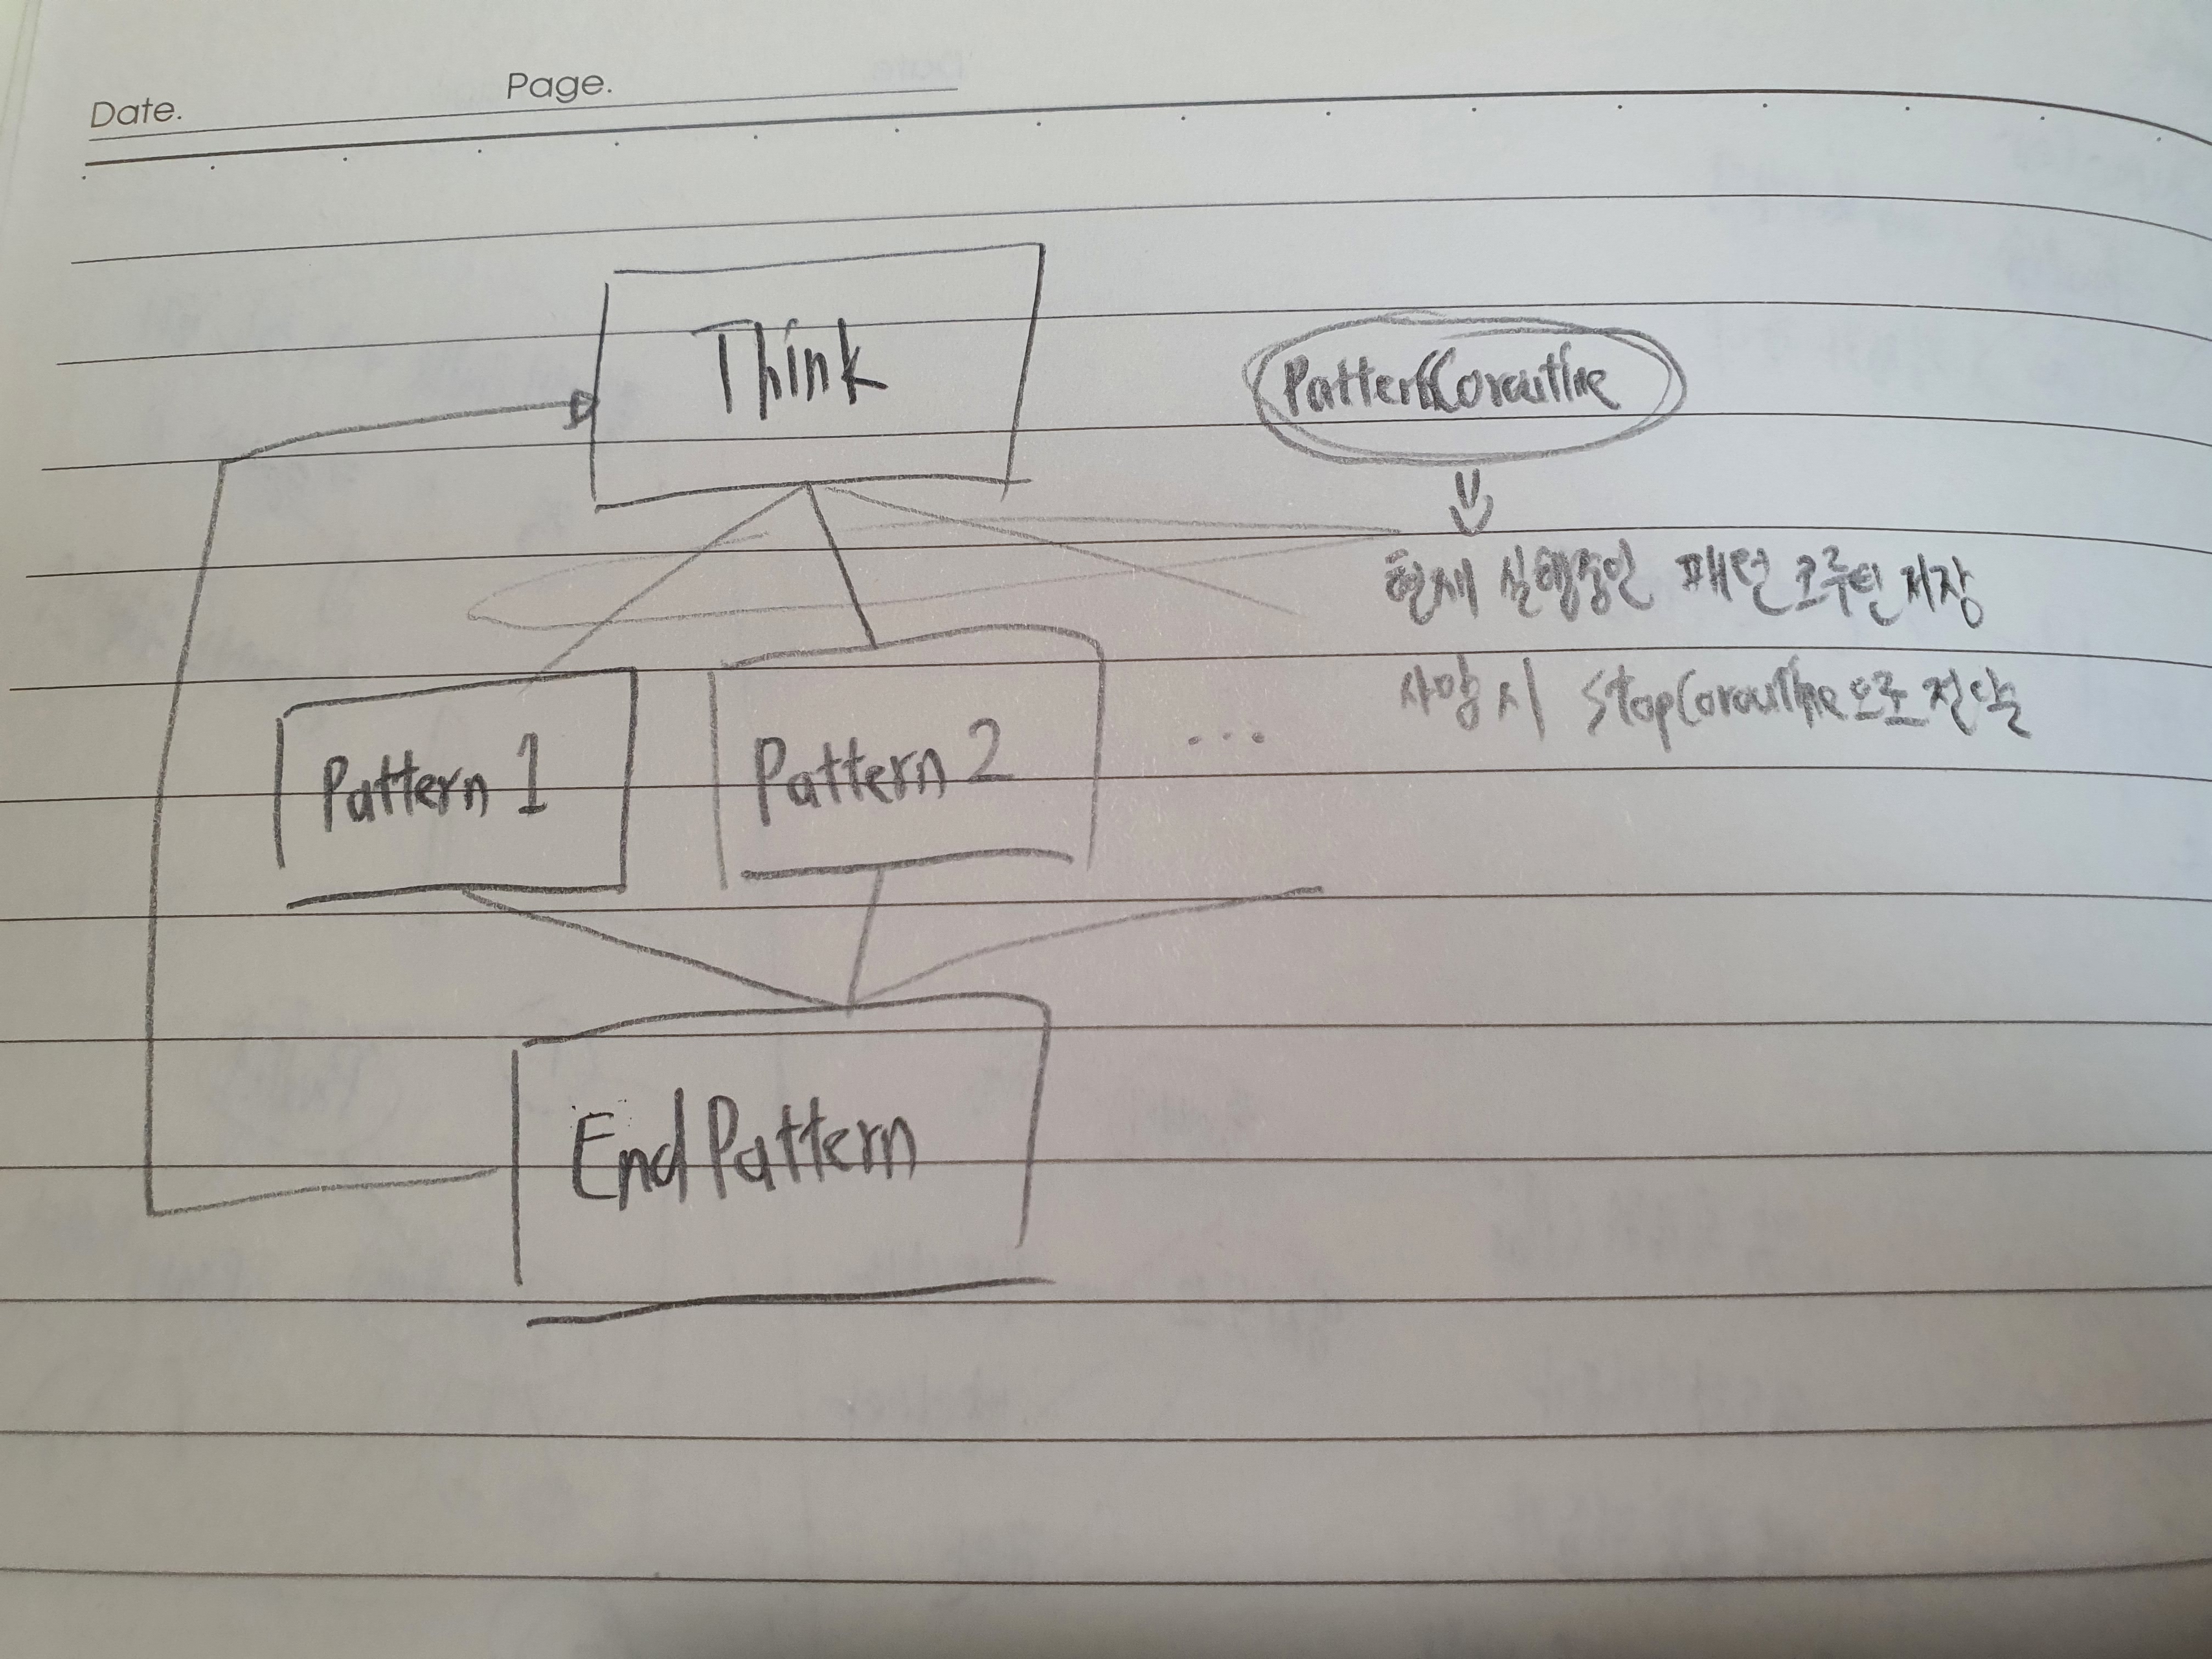 Date.
Page.
Think
PatternCoroutine
현재 실행중인 패턴 코루틴 저장
사망 시 StopCoroutine으로 전달
Pattern 1
Pattern 2
...
End Pattern